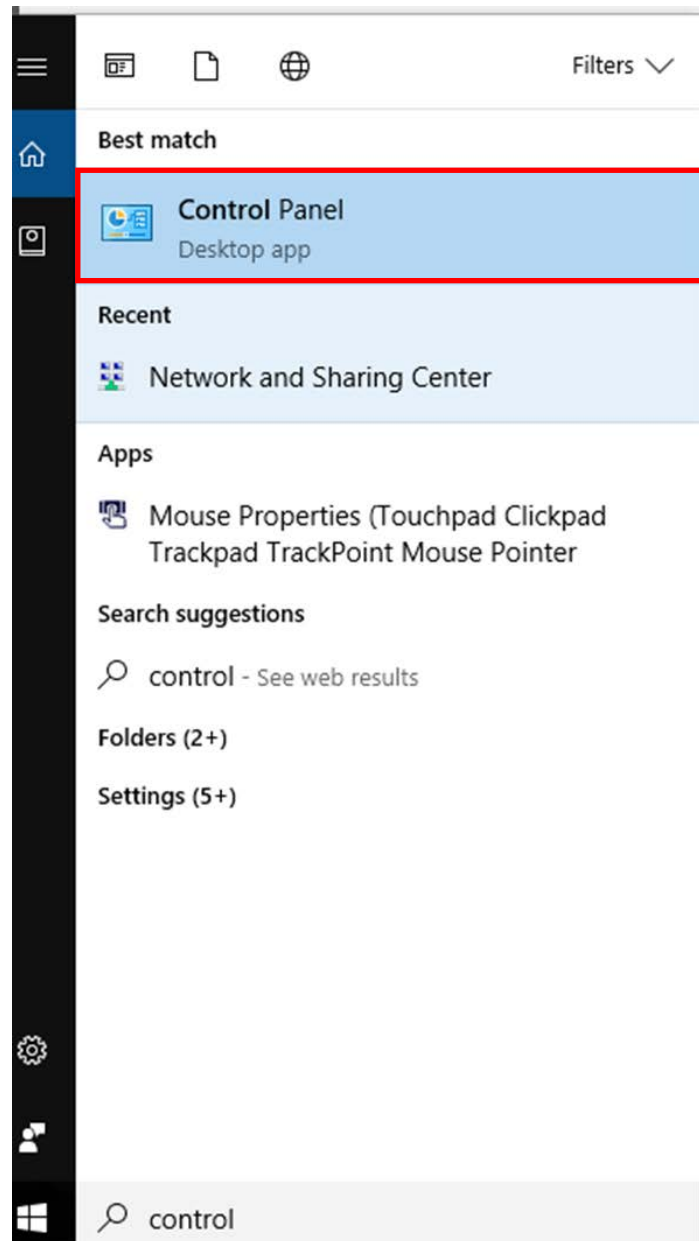 Filters
Best match
Control Panel
Desktop app
Recent
Network and Sharing Center
Apps
Mouse Properties (Touchpad Clickpad
Trackpad TrackPoint Mouse Pointer
Search suggestions
control - See web results
Folders (2+)
Settings (5+)
control